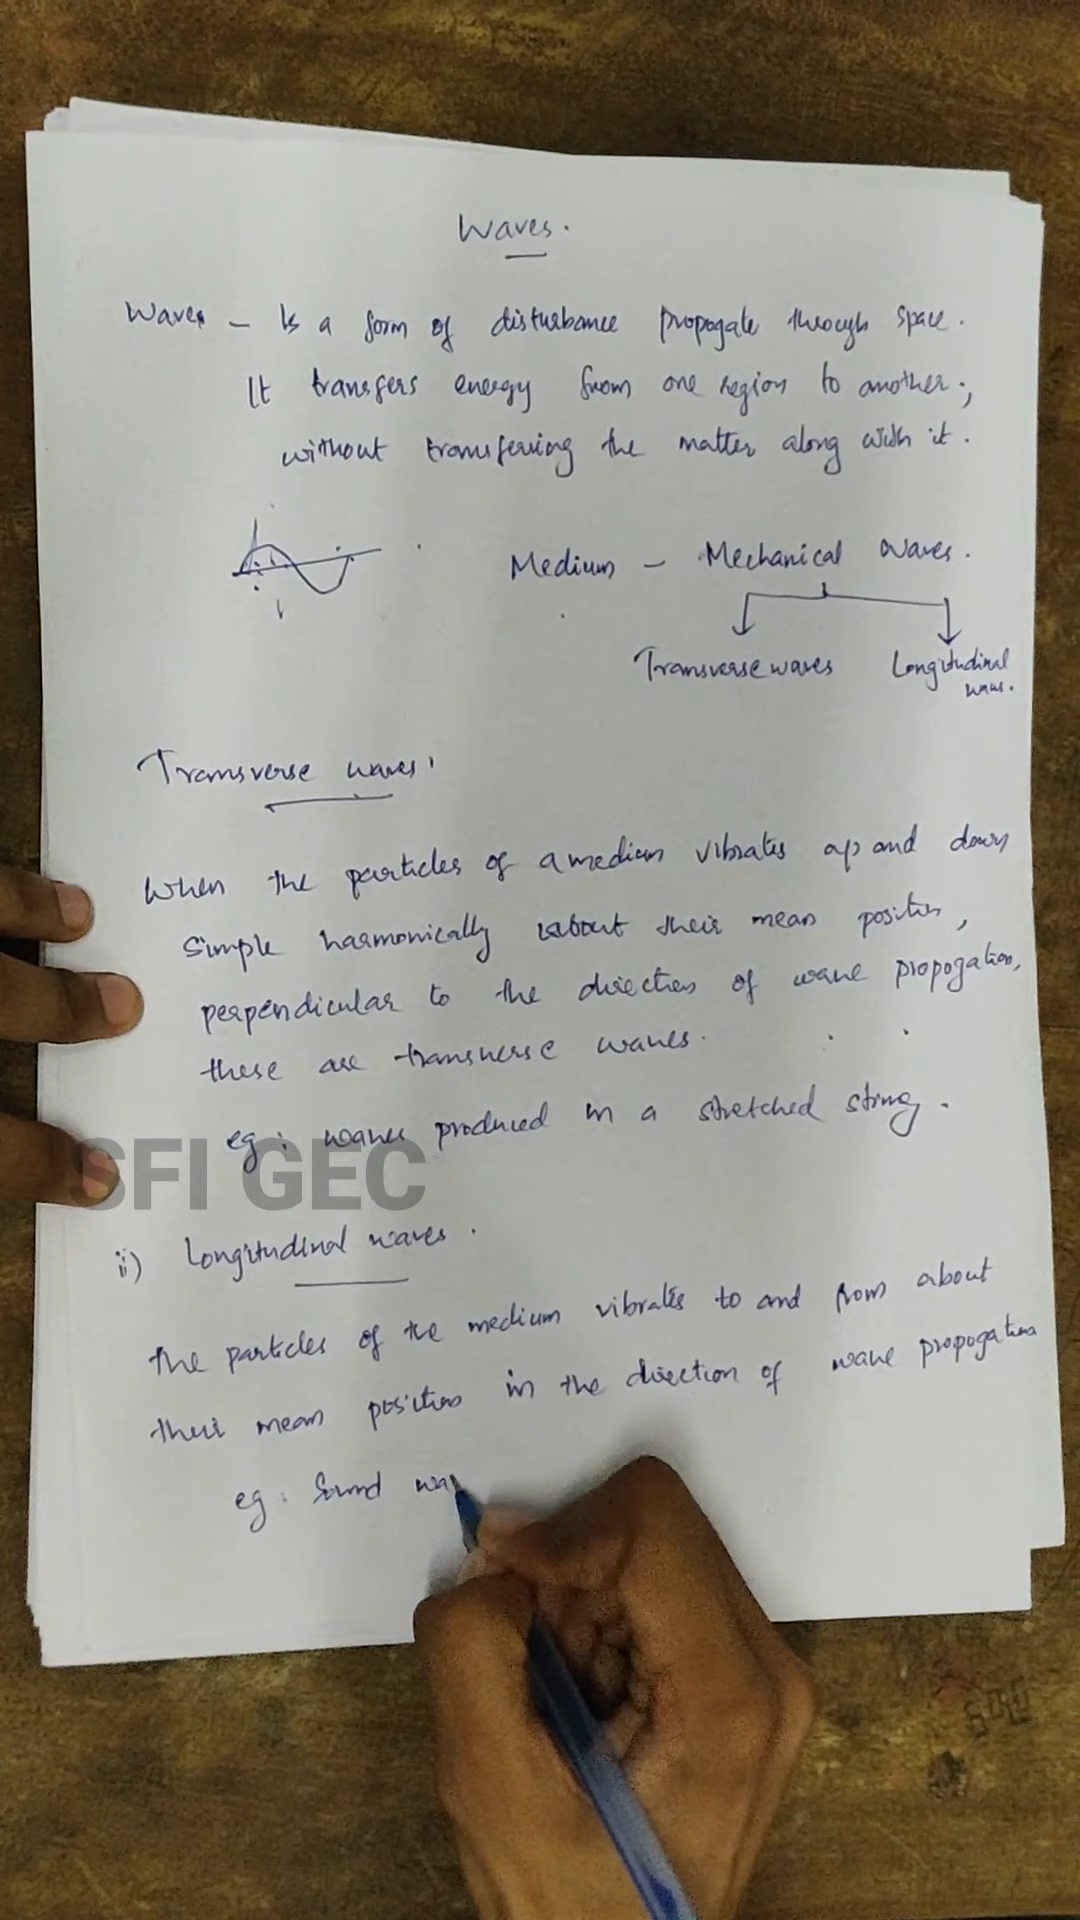 Waves.
Waves - Is a form of disturbance propogate through space.
It transfers energy from one region to another,
without transferring the matter along with it.
Medium - Mechanical waves.
Transverse waves
Longitudinal
waves.
Transverse waves.
When the particles of a medium vibrates up and down
simple harmonically about their mean position,
perpendicular to the direction of wave propogation,
these are transverse waves.
eg: waves produced in a stretched string.
SFI GEC
ii) Longitudinal waves.
The particles of the medium vibrates to and from about
their mean position in the direction of wave propogation
eg: Sound wav